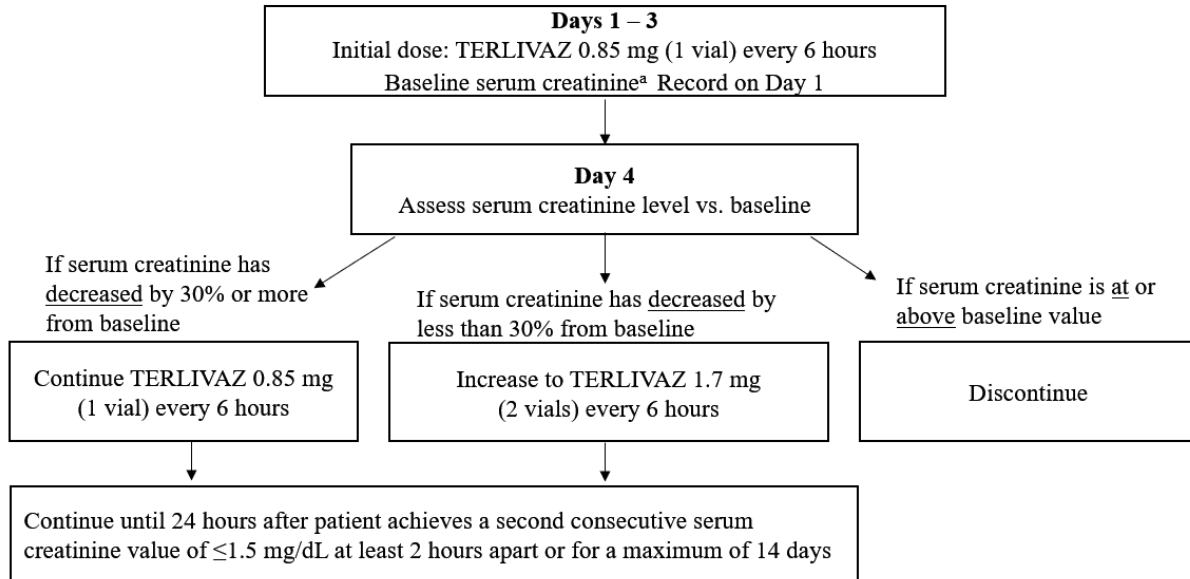 Days 1 – 3
Initial dose: TERLIVAZ 0.85 mg (1 vial) every 6 hours
Baseline serum creatinineᵃ Record on Day 1
Day 4
Assess serum creatinine level vs. baseline
If serum creatinine has
decreased by 30% or more
from baseline
If serum creatinine has decreased by
less than 30% from baseline
If serum creatinine is at or
above baseline value
Continue TERLIVAZ 0.85 mg
(1 vial) every 6 hours
Increase to TERLIVAZ 1.7 mg
(2 vials) every 6 hours
Discontinue
Continue until 24 hours after patient achieves a second consecutive serum
creatinine value of ≤1.5 mg/dL at least 2 hours apart or for a maximum of 14 days